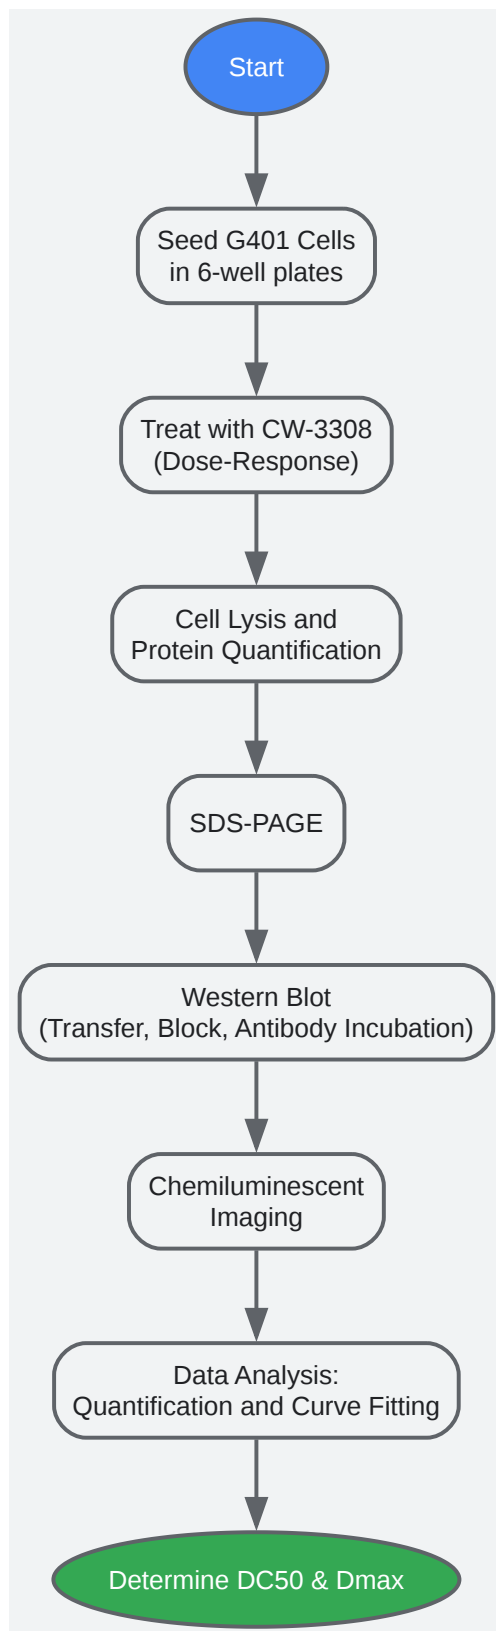 Start
Seed G401 Cells
in 6-well plates
Treat with CW-3308
(Dose-Response)
Cell Lysis and
Protein Quantification
SDS-PAGE
Western Blot
(Transfer, Block, Antibody Incubation)
Chemiluminescent
Imaging
Data Analysis:
Quantification and Curve Fitting
Determine DC50 & Dmax